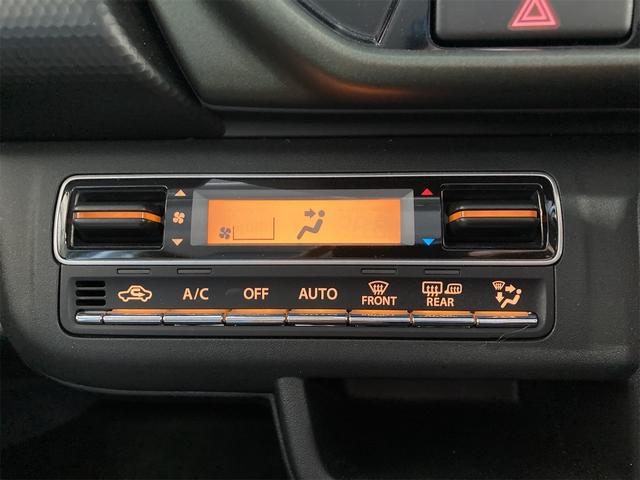 A/C OFF AUTO FRONT REAR